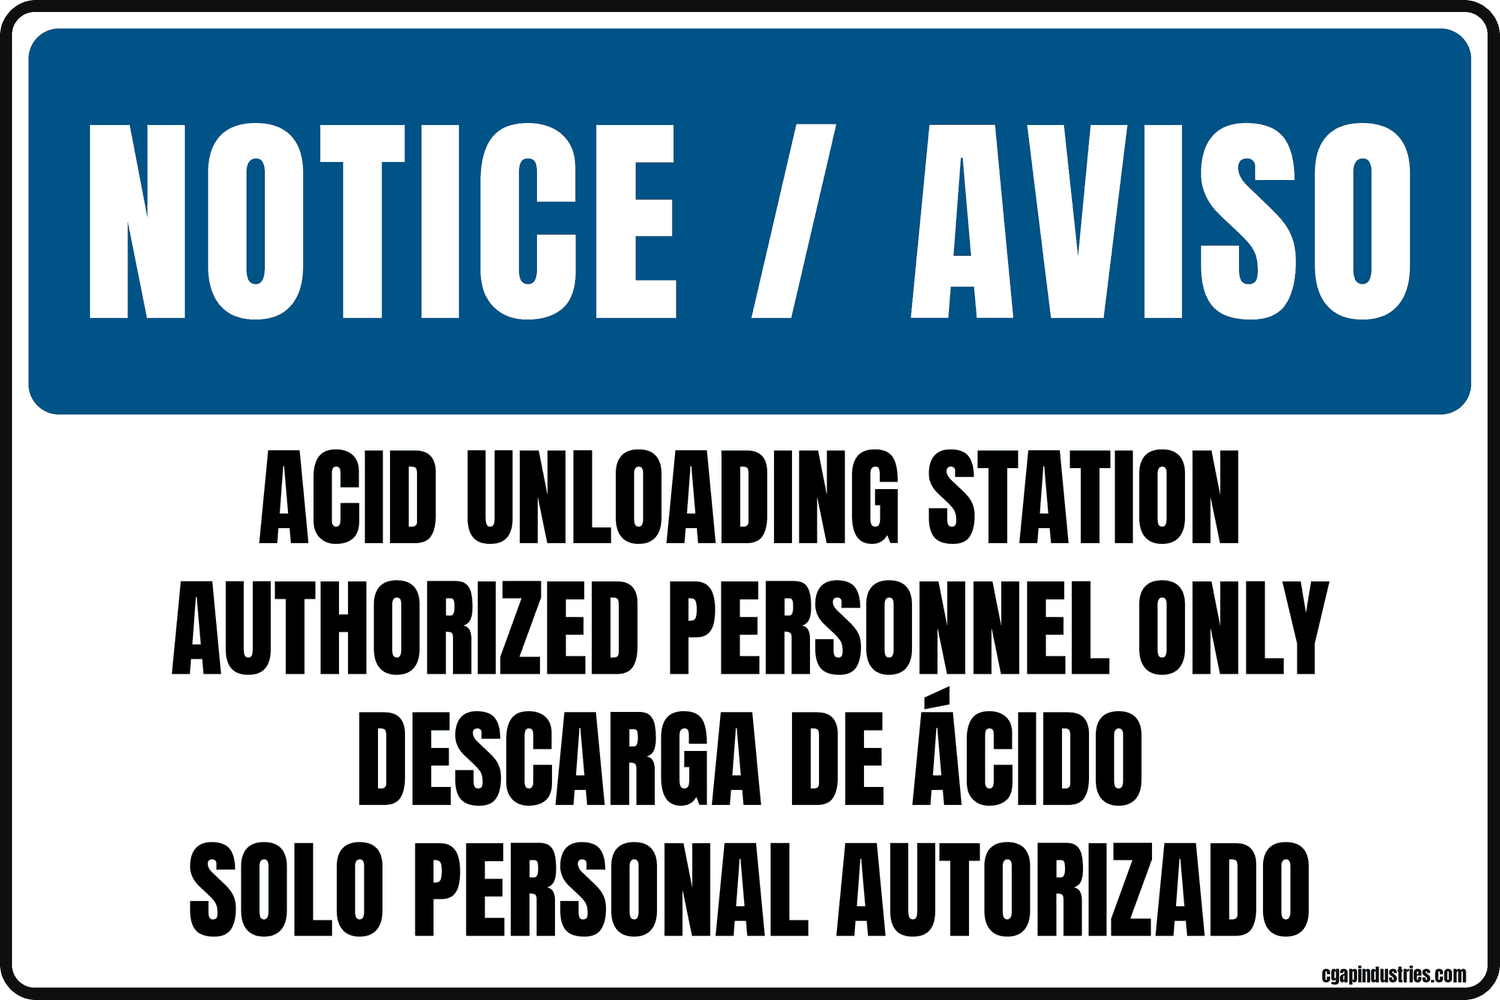 NOTICE / AVISO
ACID UNLOADING STATION
AUTHORIZED PERSONNEL ONLY
DESCARGA DE ÁCIDO
SOLO PERSONAL AUTORIZADO
cgapindustries.com